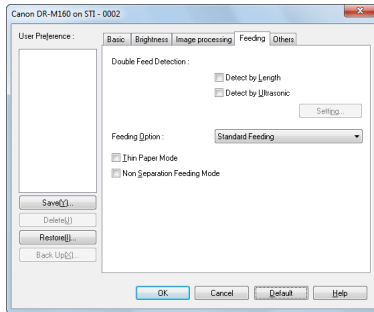 Canon DR-M160 on STI - 0002
User Preference :
Basic Brightness Image processing Feeding Others
Double Feed Detection :
Detect by Length
Detect by Ultrasonic
Setting...
Feeding Option : Standard Feeding
Thin Paper Mode
Non Separation Feeding Mode
Save(Y)...
Delete(J)
Restore(I)...
Back Up(X)...
OK Cancel Default Help